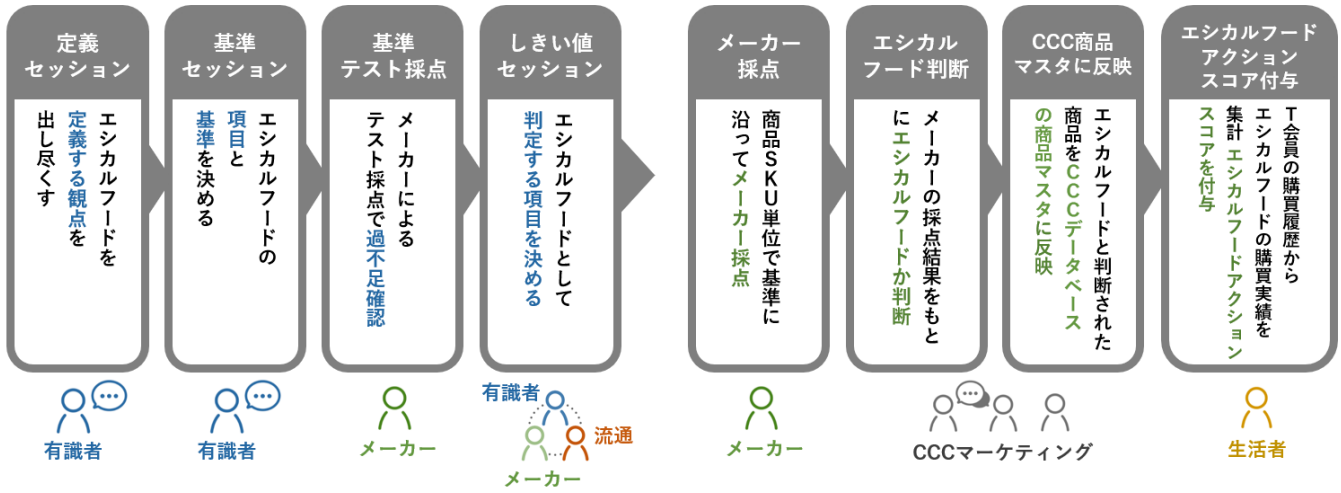 定義
セッション
エシカルフードを
定義する観点を
出し尽くす
有識者
基準
セッション
エシカルフードの
項目と
基準を決める
有識者
基準
テスト採点
メーカーによる
テスト採点で過不足確認
メーカー
しきい値
セッション
エシカルフードとして
判定する項目を決める
有識者
流通
メーカー
メーカー
採点
商品SKU単位で基準に
沿ってメーカー採点
メーカー
エシカル
フード判断
メーカーの採点結果をもと
にエシカルフードか判断
CCC商品
マスタに反映
エシカルフードと判断された
商品をCCCデータベース
の商品マスタに反映
CCCマーケティング
エシカルフード
アクション
スコア付与
T会員の購買履歴から
エシカルフードの購買実績を
集計 エシカルフードアクション
スコアを付与
生活者